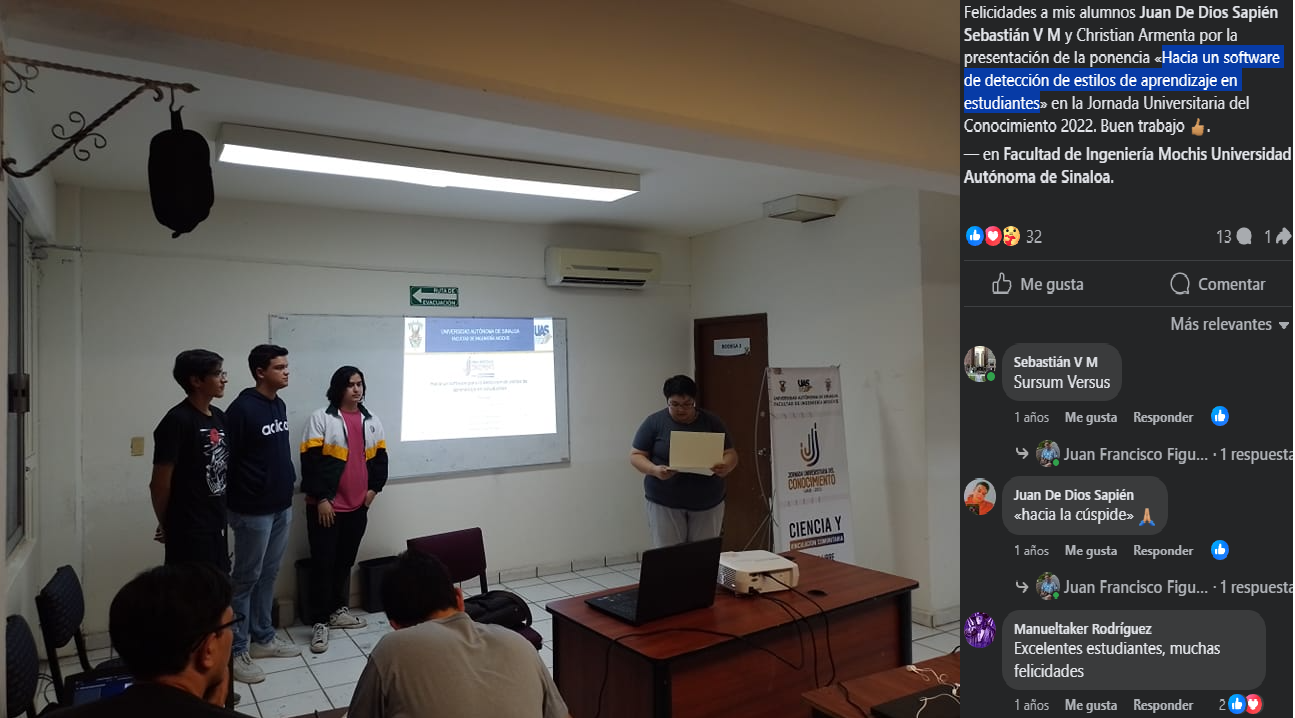 RUTA DE
EVACUACIÓN
UNIVERSIDAD AUTÓNOMA DE SINALOA
FACULTAD DE INGENIERÍA MOCHIS
UAS
BODEGA 3
UAS
UNIVERSIDAD AUTÓNOMA DE SINALOA
FACULTAD DE INGENIERÍA MOCHIS
JORNADA UNIVERSITARIA DEL
CONOCIMIENTO
CIENCIA Y
VINCULACIÓN COMUNITARIA
Felicidades a mis alumnos Juan De Dios Sapién
Sebastián V M y Christian Armenta por la
presentación de la ponencia «Hacia un software
de detección de estilos de aprendizaje en
estudiantes» en la Jornada Universitaria del
Conocimiento 2022. Buen trabajo 👍🏽.
— en Facultad de Ingeniería Mochis Universidad
Autónoma de Sinaloa.
32
13
1
Me gusta
Comentar
Más relevantes
Sebastián V M
Sursum Versus
1 años Me gusta Responder
Juan Francisco Figu... · 1 respuesta
Juan De Dios Sapién
«hacia la cúspide» 🙏🏽
1 años Me gusta Responder
Juan Francisco Figu... · 1 respuesta
Manueltaker Rodríguez
Excelentes estudiantes, muchas
felicidades
1 años Me gusta Responder 2